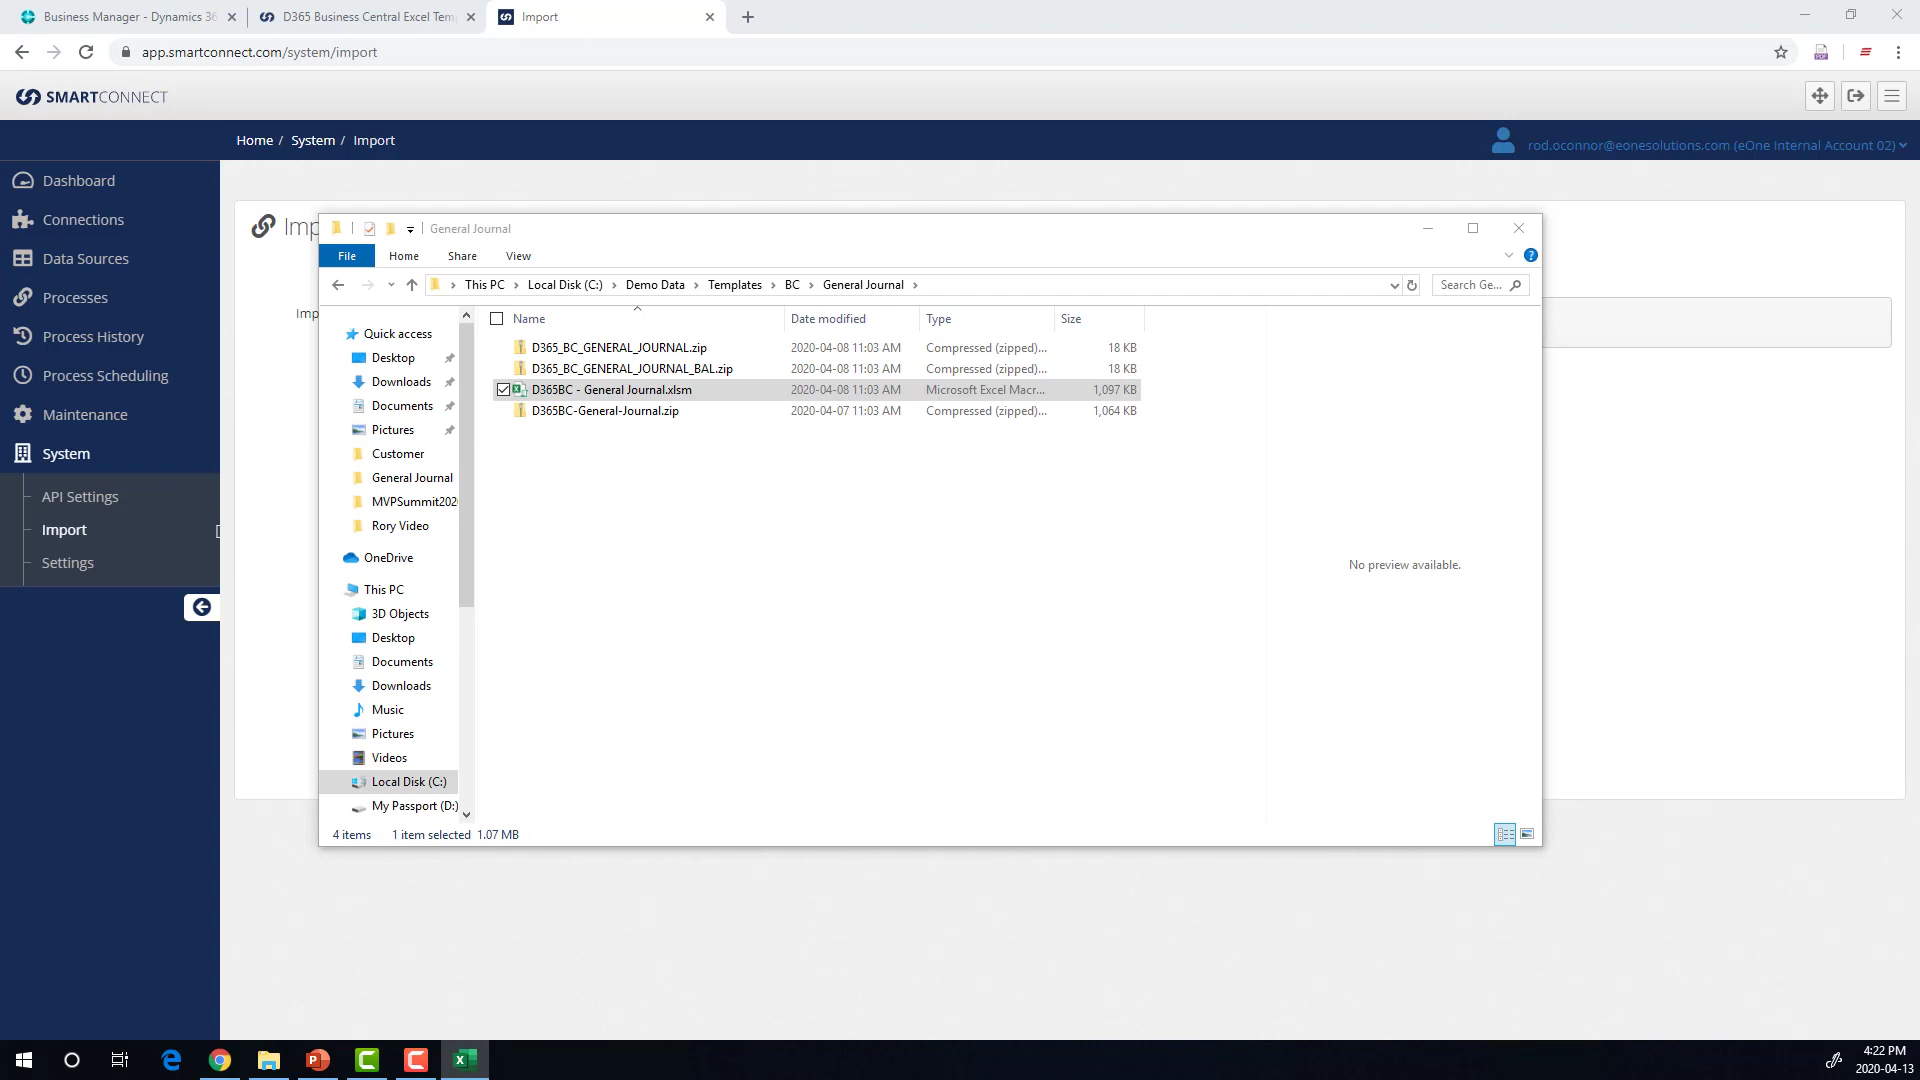 Business Manager - Dynamics 36
D365 Business Central Excel Tem
Import
app.smartconnect.com/system/import
SMARTCONNECT
Home / System / Import
rod.oconnor@eonesolutions.com (eOne Internal Account 02)
Dashboard
Connections
Data Sources
Processes
Process History
Process Scheduling
Maintenance
System
API Settings
Import
Settings
Imp
Imp
General Journal
File Home Share View
This PC > Local Disk (C:) > Demo Data > Templates > BC > General Journal >
Search Ge...
Quick access
Desktop
Downloads
Documents
Pictures
Customer
General Journal
MVPSummit202
Rory Video
OneDrive
This PC
3D Objects
Desktop
Documents
Downloads
Music
Pictures
Videos
Local Disk (C:)
My Passport (D:)
Name Date modified Type Size
D365_BC_GENERAL_JOURNAL.zip 2020-04-08 11:03 AM Compressed (zipped)... 18 KB
D365_BC_GENERAL_JOURNAL_BAL.zip 2020-04-08 11:03 AM Compressed (zipped)... 18 KB
D365BC - General Journal.xlsm 2020-04-08 11:03 AM Microsoft Excel Macr... 1,097 KB
D365BC-General-Journal.zip 2020-04-07 11:03 AM Compressed (zipped)... 1,064 KB
No preview available.
4 items 1 item selected 1.07 MB
4:22 PM
2020-04-13